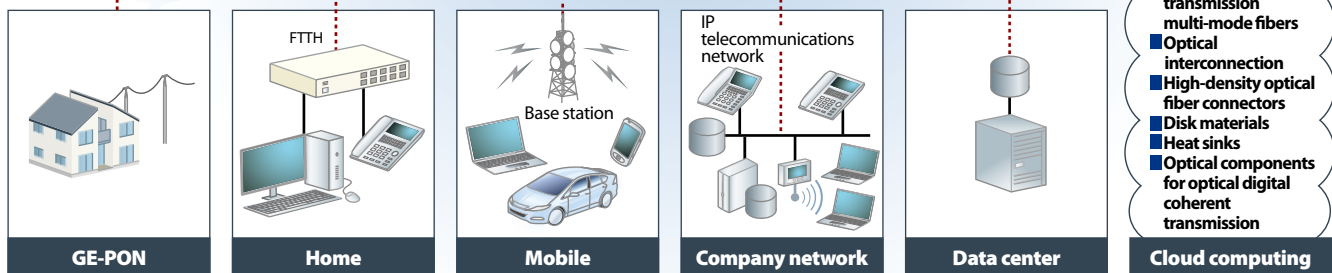 FTTH
Base station
IP
telecommunications
network
transmission
multi-mode fibers
Optical
interconnection
High-density optical
fiber connectors
Disk materials
Heat sinks
Optical components
for optical digital
coherent
transmission
GE-PON
Home
Mobile
Company network
Data center
Cloud computing